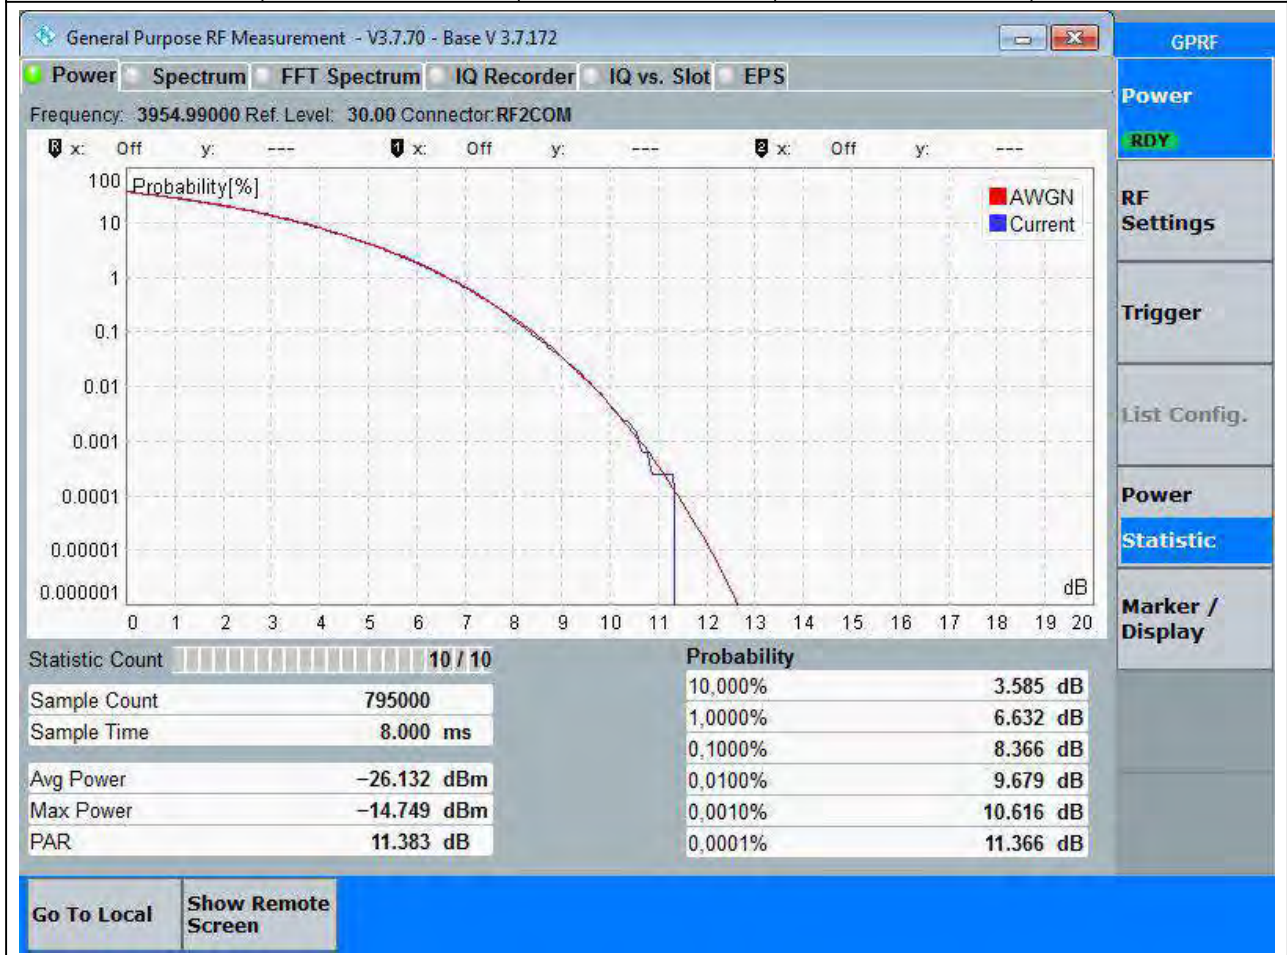 General Purpose RF Measurement - V3.7.70 - Base V 3.7.172
GPRF
Power Spectrum FFT Spectrum IQ Recorder IQ vs. Slot EPS
Frequency: 3954.99000 Ref. Level: 30.00 Connector:RF2COM
R x: Off y: --- 1 x: Off y: --- 2 x: Off y: ---
Probability[%]
AWGN
Current
100
10
1
0.1
0.01
0.001
0.0001
0.00001
0.000001
dB
0 1 2 3 4 5 6 7 8 9 10 11 12 13 14 15 16 17 18 19 20
Statistic Count 10 / 10
Sample Count 795000
Sample Time 8.000 ms
Avg Power −26.132 dBm
Max Power −14.749 dBm
PAR 11.383 dB
Probability
10,000% 3.585 dB
1,0000% 6.632 dB
0,1000% 8.366 dB
0,0100% 9.679 dB
0,0010% 10.616 dB
0,0001% 11.366 dB
Power
RDY
RF
Settings
Trigger
List Config.
Power
Statistic
Marker /
Display
Go To Local
Show Remote
Screen